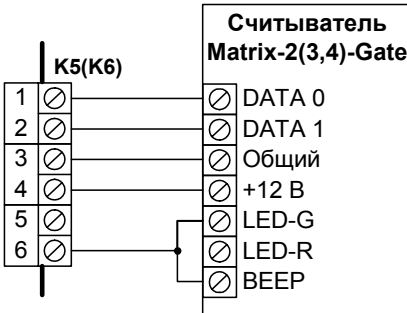 Считыватель
Matrix-2(3,4)-Gate
K5(K6)
1 DATA 0
2 DATA 1
3 Общий
4 +12 В
5 LED-G
6 LED-R
BEEP